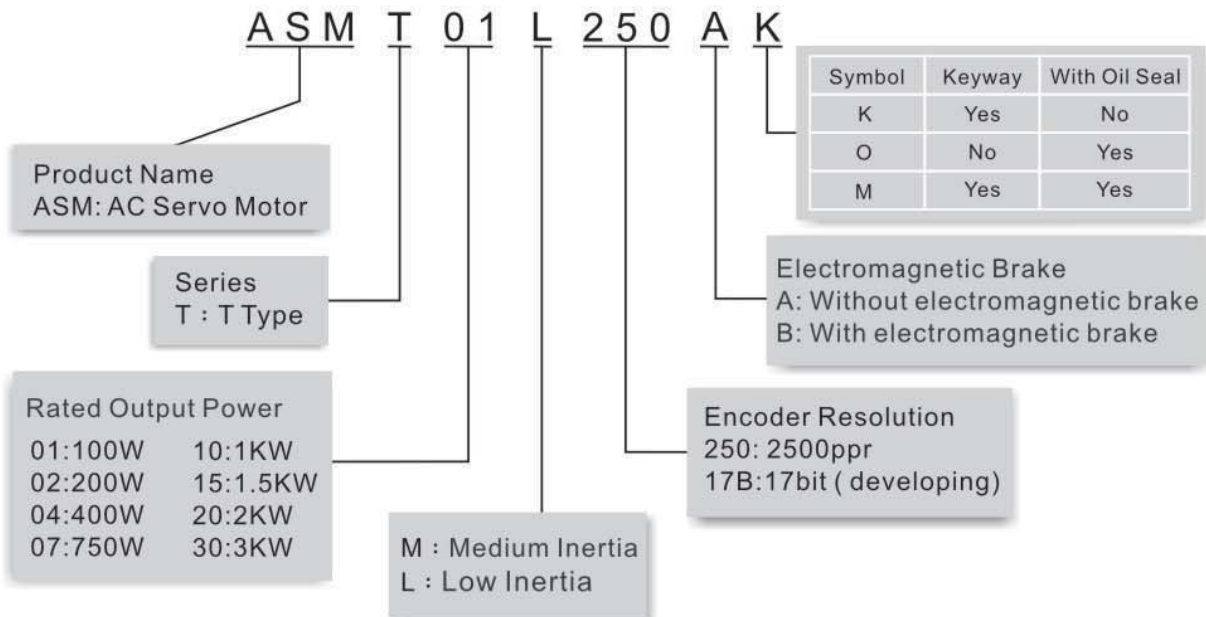 ASM T 01 L 250 A K
Symbol Keyway With Oil Seal
K Yes No
O No Yes
M Yes Yes
Product Name
ASM: AC Servo Motor
Series
T : T Type
Electromagnetic Brake
A: Without electromagnetic brake
B: With electromagnetic brake
Rated Output Power
01:100W 10:1KW
02:200W 15:1.5KW
04:400W 20:2KW
07:750W 30:3KW
Encoder Resolution
250: 2500ppr
17B:17bit ( developing)
M : Medium Inertia
L : Low Inertia